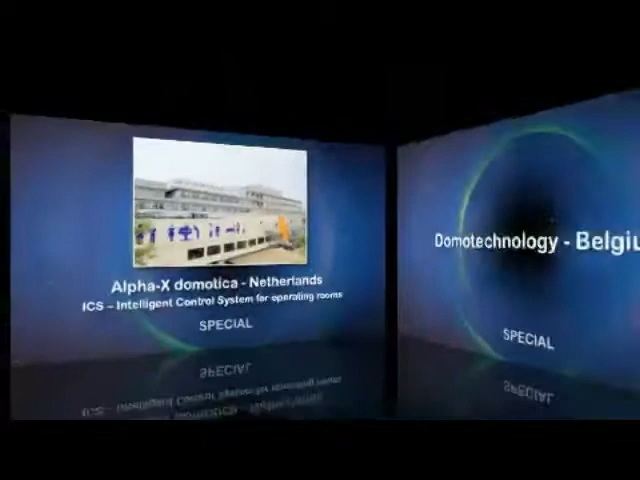 Alpha-X domotica - Netherlands
ICS – Intelligent Control System for operating rooms
SPECIAL
Domotechnology - Belgiu
SPECIAL